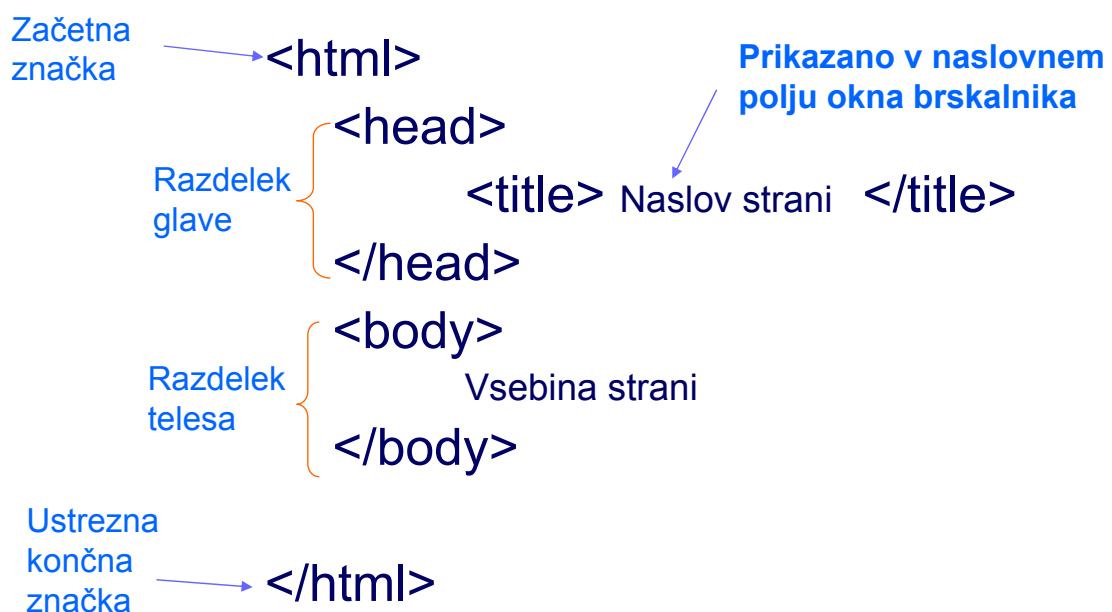 Začetna
značka
<html>
Prikazano v naslovnem
polju okna brskalnika
<head>
Razdelek
glave
<title> Naslov strani </title>
</head>
<body>
Razdelek
telesa
Vsebina strani
</body>
Ustrezna
končna
značka
</html>